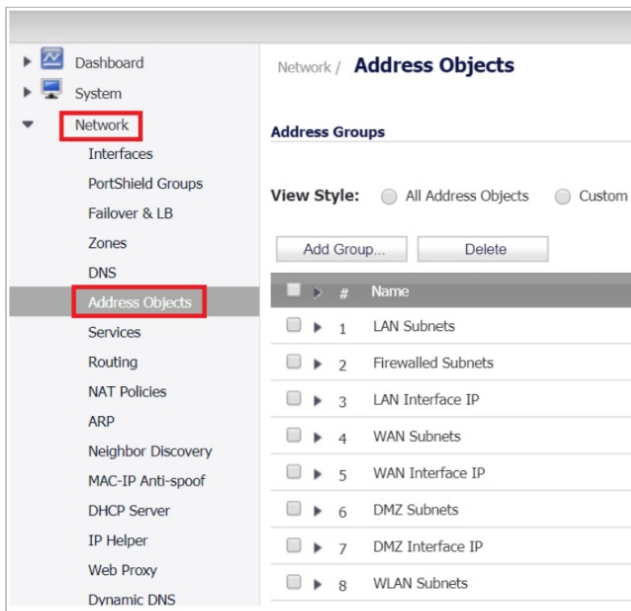 Dashboard
System
Network
Interfaces
PortShield Groups
Failover & LB
Zones
DNS
Address Objects
Services
Routing
NAT Policies
ARP
Neighbor Discovery
MAC-IP Anti-spoof
DHCP Server
IP Helper
Web Proxy
Dynamic DNS
Network / Address Objects
Address Groups
View Style: All Address Objects Custom
Add Group... Delete
# Name
1 LAN Subnets
2 Firewalled Subnets
3 LAN Interface IP
4 WAN Subnets
5 WAN Interface IP
6 DMZ Subnets
7 DMZ Interface IP
8 WLAN Subnets